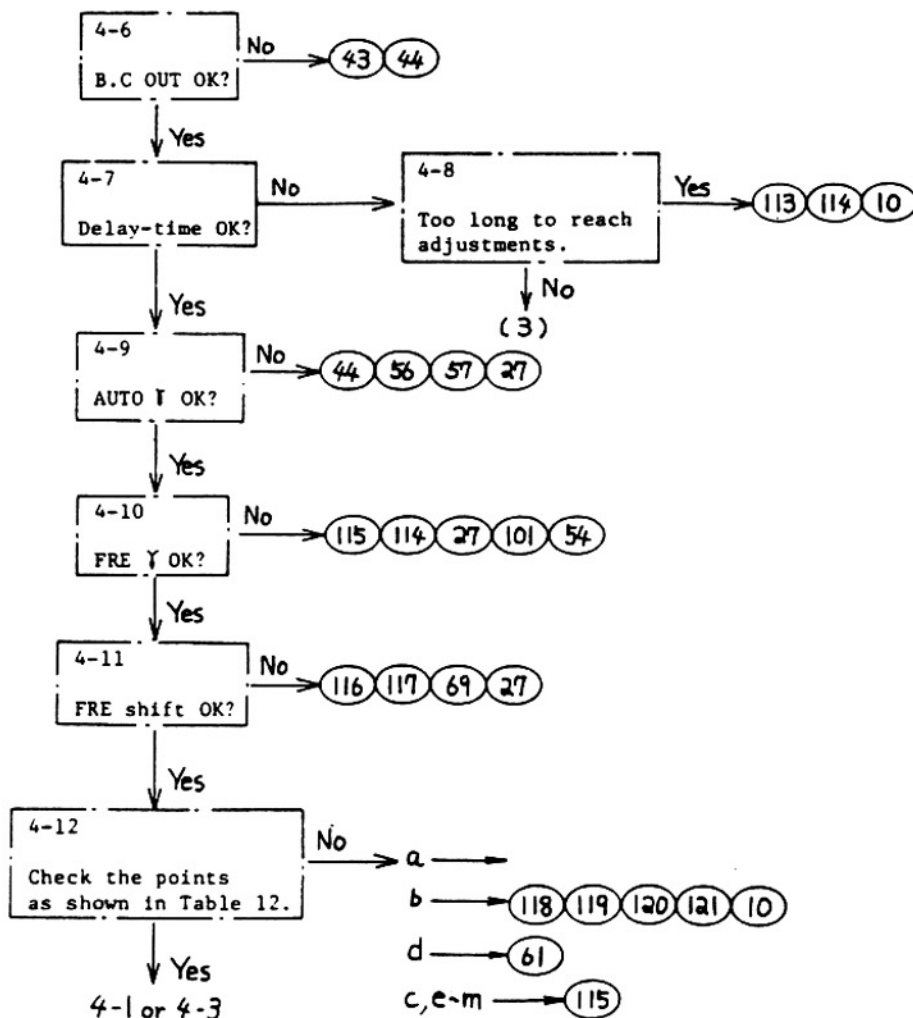 4-6
B.C OUT OK?
No
43 44
Yes
4-7
Delay-time OK?
No
4-8
Too long to reach
adjustments.
Yes
113 114 10
No
(3)
Yes
4-9
AUTO OK?
No
44 56 57 27
Yes
4-10
FRE OK?
No
115 114 27 101 54
Yes
4-11
FRE shift OK?
No
116 117 69 27
Yes
4-12
Check the points
as shown in Table 12.
No
a
b
118 119 120 121 10
d
61
c, e~m
115
Yes
4-1 or 4-3